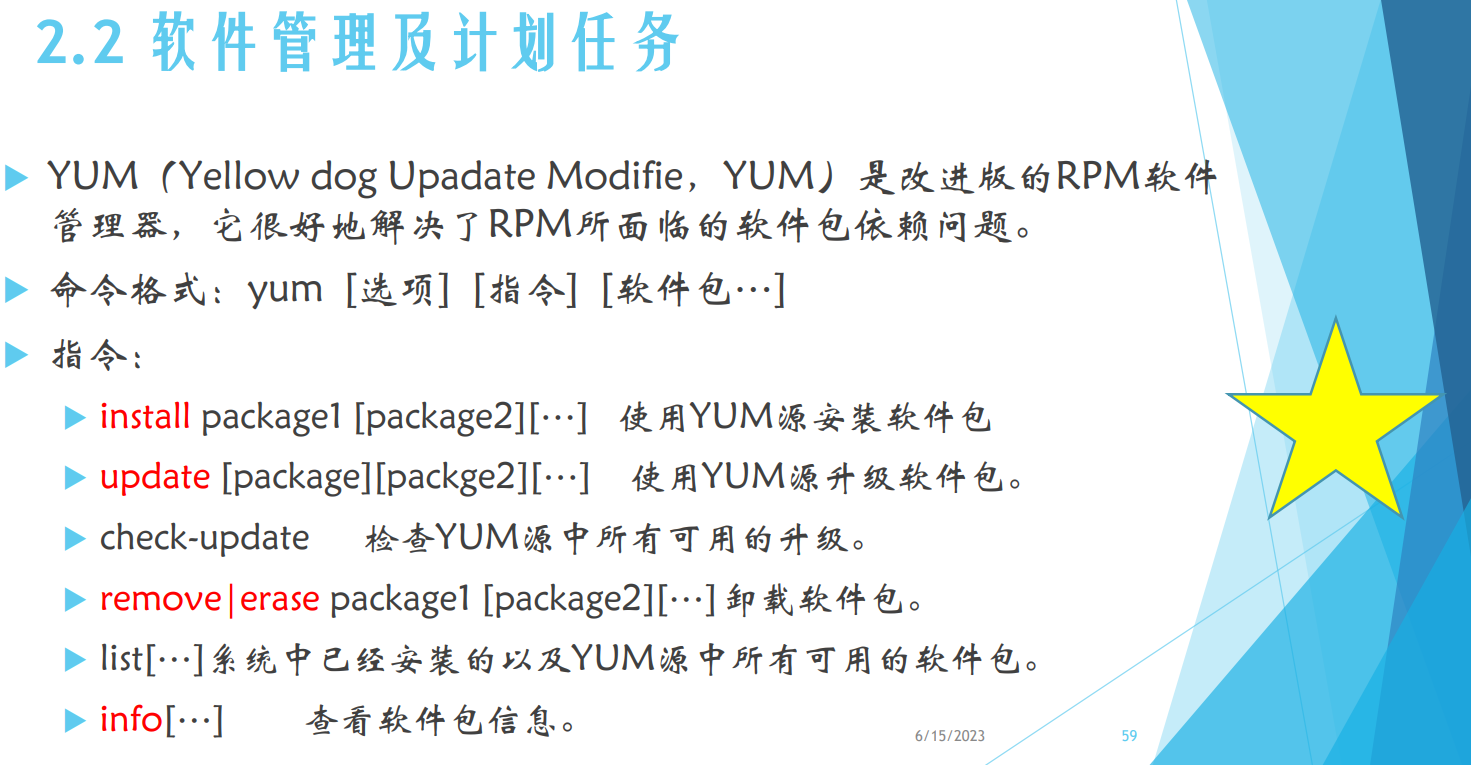 2.2 软件管理及计划任务
YUM（Yellow dog Upadate Modifie，YUM）是改进版的RPM软件
管理器，它很好地解决了RPM所面临的软件包依赖问题。
命令格式：yum [选项] [指令] [软件包…]
指令：
install package1 [package2][…] 使用YUM源安装软件包
update [package][packge2][…] 使用YUM源升级软件包。
check-update 检查YUM源中所有可用的升级。
remove|erase package1 [package2][…] 卸载软件包。
list[…]系统中已经安装的以及YUM源中所有可用的软件包。
info[…] 查看软件包信息。
6/15/2023 59